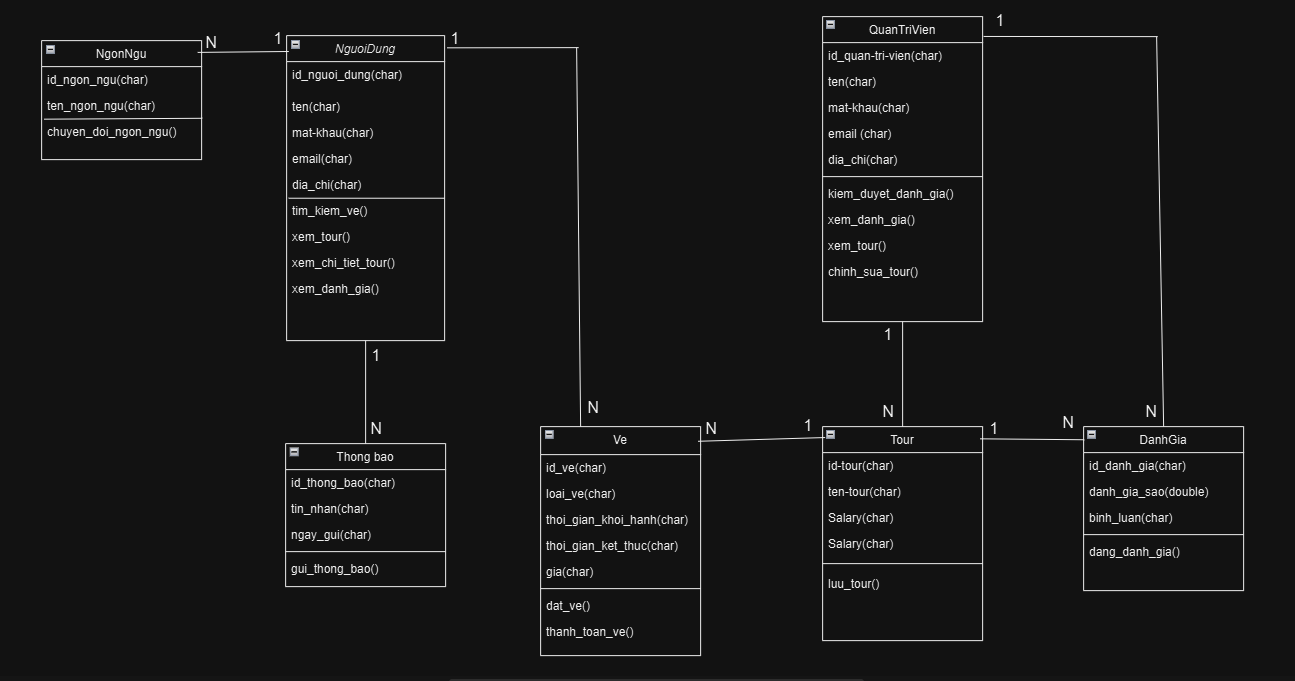 NgonNgu
id_ngon_ngu(char)
ten_ngon_ngu(char)
chuyen_doi_ngon_ngu()
N
1
NguoiDung
id_nguoi_dung(char)
ten(char)
mat-khau(char)
email(char)
dia_chi(char)
tim_kiem_ve()
xem_tour()
xem_chi_tiet_tour()
xem_danh_gia()
1
1
N
Thong bao
id_thong_bao(char)
tin_nhan(char)
ngay_gui(char)
gui_thong_bao()
N
Ve
id_ve(char)
loai_ve(char)
thoi_gian_khoi_hanh(char)
thoi_gian_ket_thuc(char)
gia(char)
dat_ve()
thanh_toan_ve()
N
1
QuanTriVien
id_quan-tri-vien(char)
ten(char)
mat-khau(char)
email (char)
dia_chi(char)
kiem_duyet_danh_gia()
xem_danh_gia()
xem_tour()
chinh_sua_tour()
1
1
N
Tour
id-tour(char)
ten-tour(char)
Salary(char)
Salary(char)
luu_tour()
1
N
N
DanhGia
id_danh_gia(char)
danh_gia_sao(double)
binh_luan(char)
dang_danh_gia()